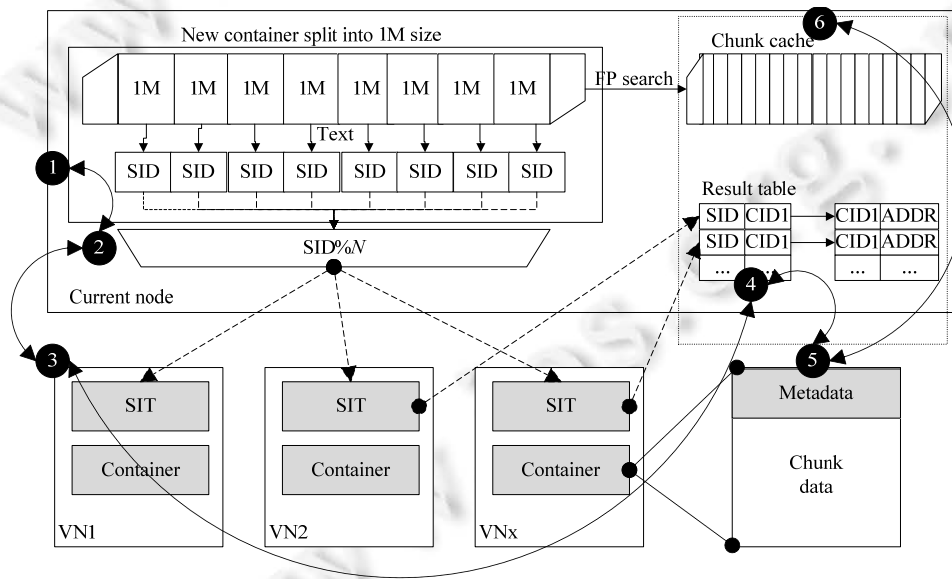 6
New container split into 1M size
Chunk cache
1M 1M 1M 1M 1M 1M 1M 1M
FP search
Text
1
SID SID SID SID SID SID SID SID
Result table
SID CID1 CID1 ADDR
SID CID1 CID1 ADDR
... ... ... ...
2
SID%N
4
Current node
3
5
SIT SIT SIT
Metadata
Container Container Container
Chunk
data
VN1 VN2 VNx